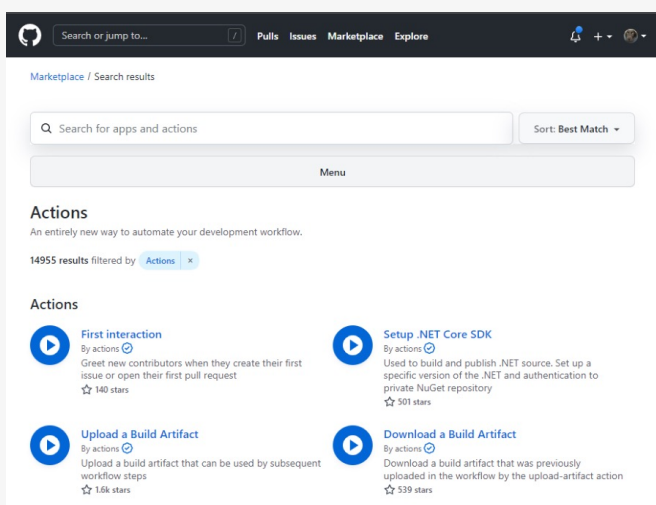 Search or jump to... / Pulls Issues Marketplace Explore
Marketplace / Search results
Search for apps and actions
Sort: Best Match
Menu
Actions
An entirely new way to automate your development workflow.
14955 results filtered by Actions ×
Actions
First interaction
By actions
Greet new contributors when they create their first
issue or open their first pull request
140 stars
Setup .NET Core SDK
By actions
Used to build and publish .NET source. Set up a
specific version of the .NET and authentication to
private NuGet repository
501 stars
Upload a Build Artifact
By actions
Upload a build artifact that can be used by subsequent
workflow steps
1.6k stars
Download a Build Artifact
By actions
Download a build artifact that was previously
uploaded in the workflow by the upload-artifact action
539 stars